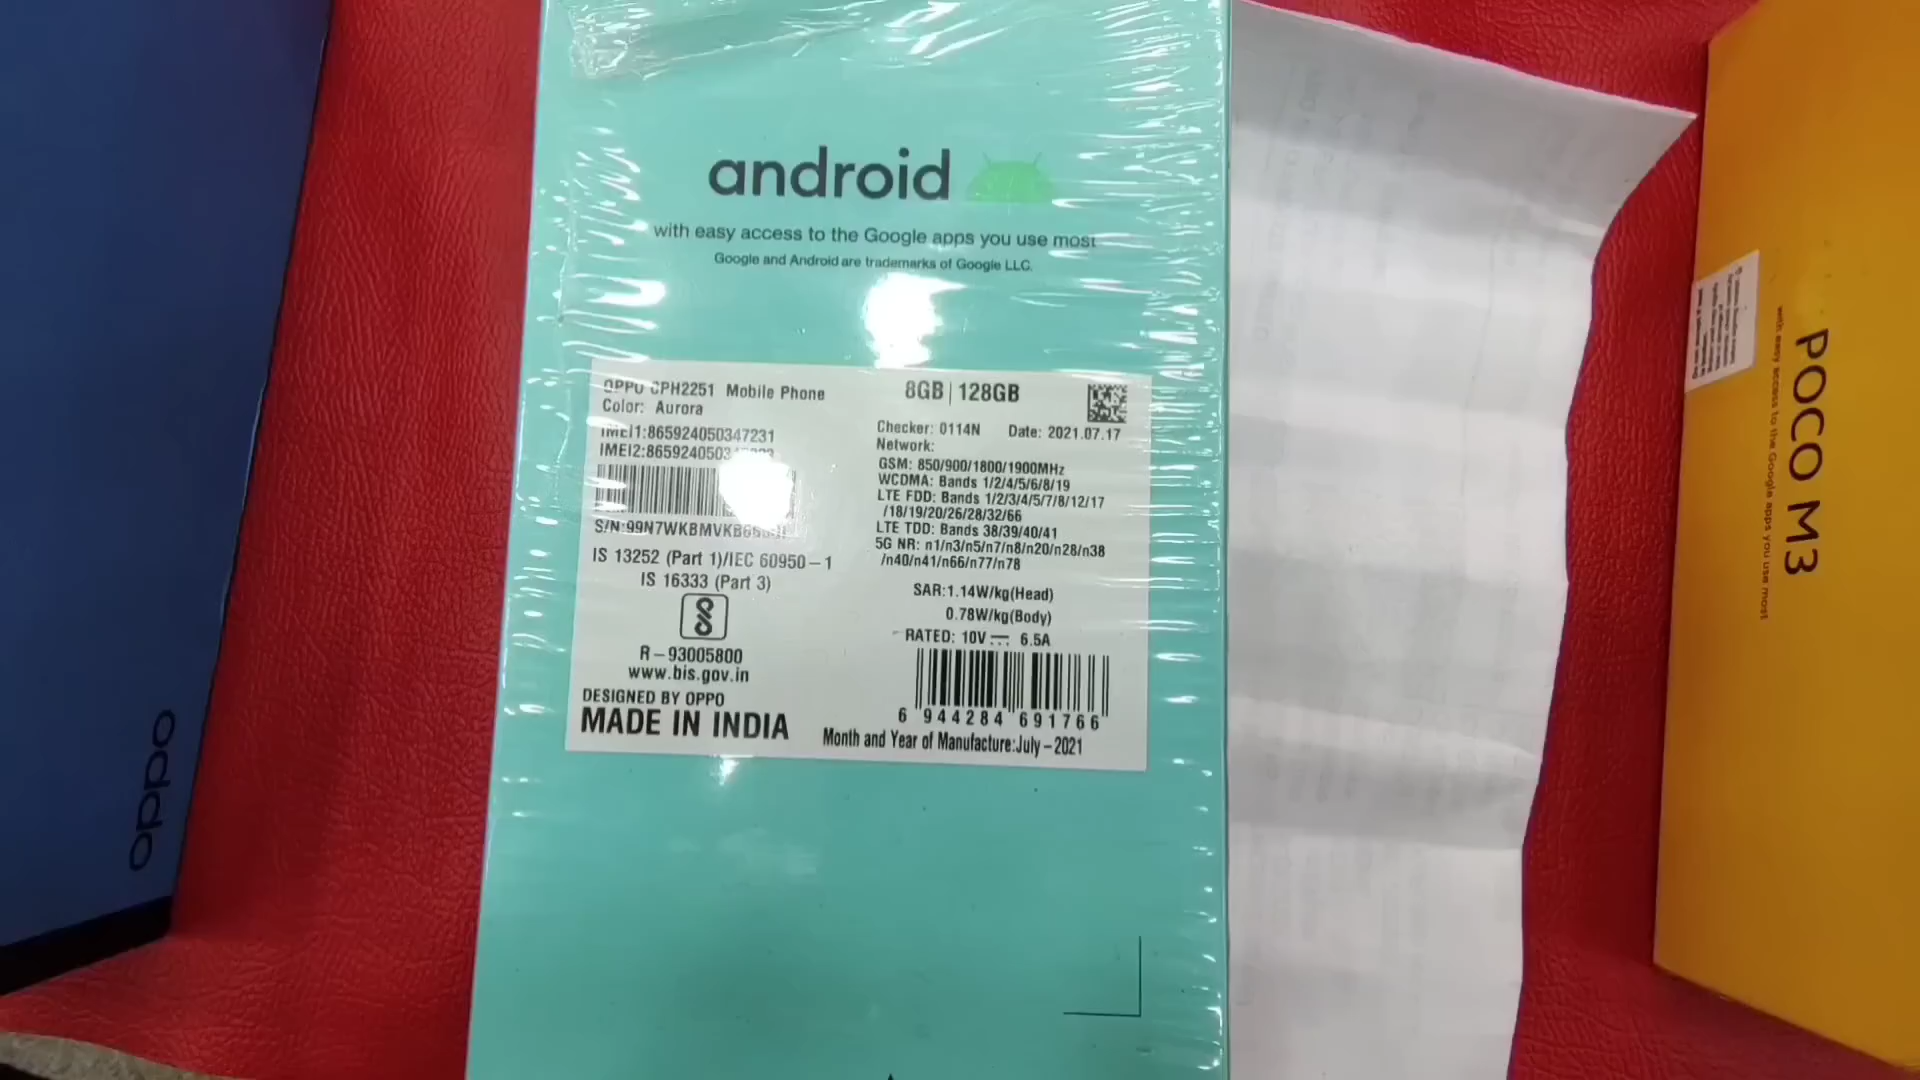 android
with easy access to the Google apps you use most
Google and Android are trademarks of Google LLC.
OPPO CPH2251 Mobile Phone
Color: Aurora
IMEI1:865924050347231
IMEI2:
S/N:
IS 13252 (Part 1)/IEC 60950-1
IS 16333 (Part 3)
R-93005800
www.bis.gov.in
DESIGNED BY OPPO
MADE IN INDIA
8GB | 128GB
Checker: 0114N Date: 2021.07.17
Network:
GSM: 850/900/1800/1900MHz
WCDMA: Bands 1/2/4/5/6/8/19
LTE FDD: Bands 1/2/3/4/5/7/8/12/17
/18/19/20/26/28/32/66
LTE TDD: Bands 38/39/40/41
5G NR: n1/n3/n5/n7/n8/n20/n28/n38
/n40/n41/n66/n77/n78
SAR:1.14W/kg(Head)
0.78W/kg(Body)
RATED: 10V⎓ 6.5A
6 944284 691766
Month and Year of Manufacture:July-2021
oppo
POCO M3
with easy access to the Google apps you use most